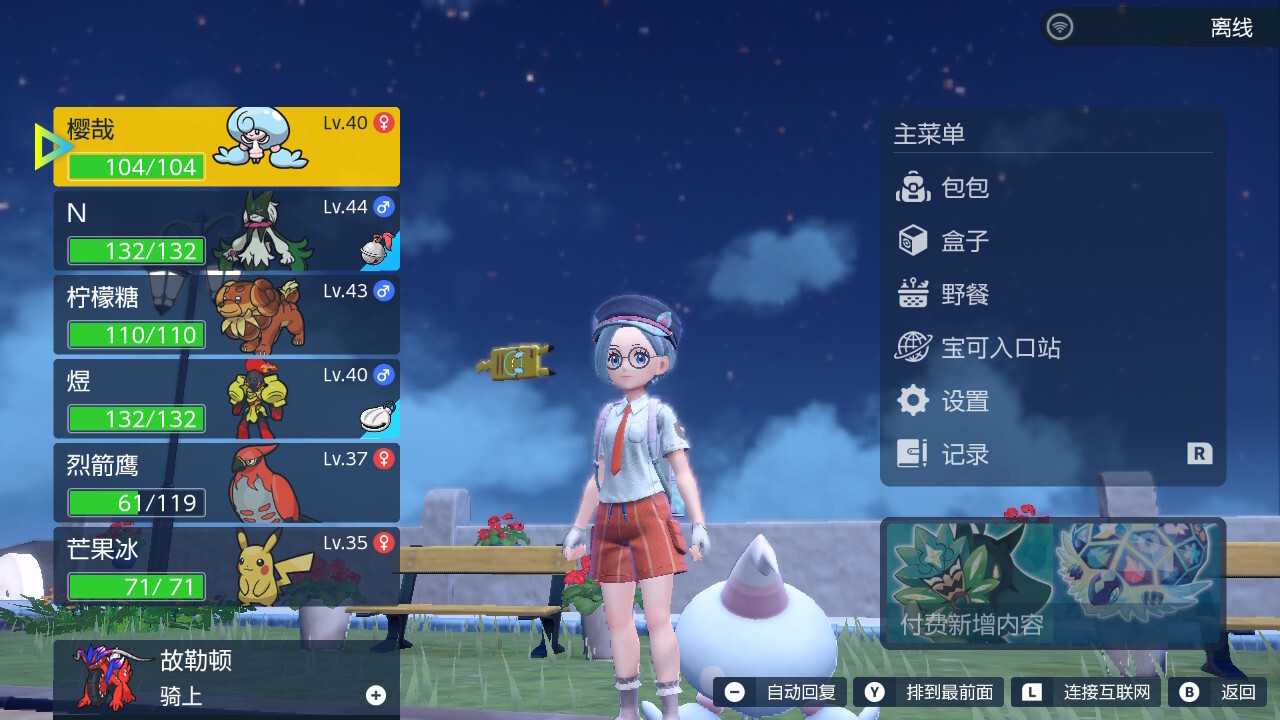 离线
樱哉 Lv.40
104/104
N Lv.44
132/132
柠檬糖 Lv.43
110/110
煜 Lv.40
132/132
烈箭鹰 Lv.37
61/119
芒果冰 Lv.35
71/71
故勒顿
骑上
主菜单
包包
盒子
野餐
宝可入口站
设置
记录 R
付费新增内容
自动回复 Y 排到最前面 L 连接互联网 B 返回